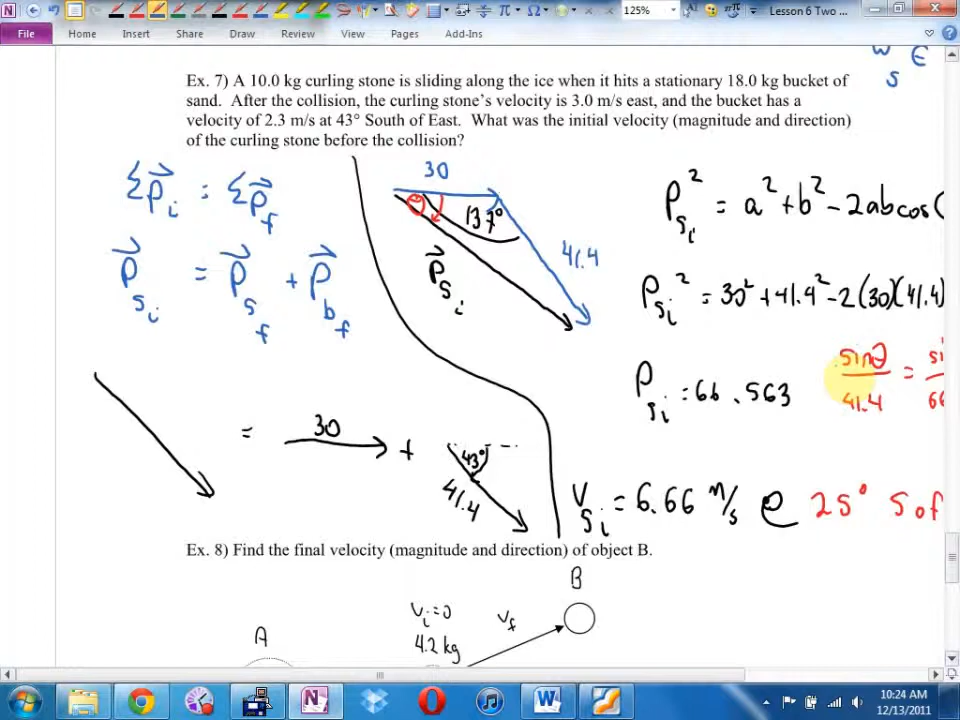 125%
Lesson 6 Two ...
File Home Insert Share Draw Review View Pages Add-Ins
W E
S
Ex. 7) A 10.0 kg curling stone is sliding along the ice when it hits a stationary 18.0 kg bucket of
sand. After the collision, the curling stone's velocity is 3.0 m/s east, and the bucket has a
velocity of 2.3 m/s at 43° South of East. What was the initial velocity (magnitude and direction)
of the curling stone before the collision?
Σp⃗i = Σp⃗f
p⃗si = p⃗sf + p⃗bf
30
θ
137°
41.4
p⃗si
Psi² = a² + b² - 2abcos(
Psi² = 30² + 41.4² - 2(30)(41.4)
Psi = 66.563
sinθ/41.4 = si/66
= 30 + 43° 41.4
Vsi = 6.66 m/s @ 25° S of
Ex. 8) Find the final velocity (magnitude and direction) of object B.
B
Vi=0
4.2 kg
Vf
A
10:24 AM
12/13/2011